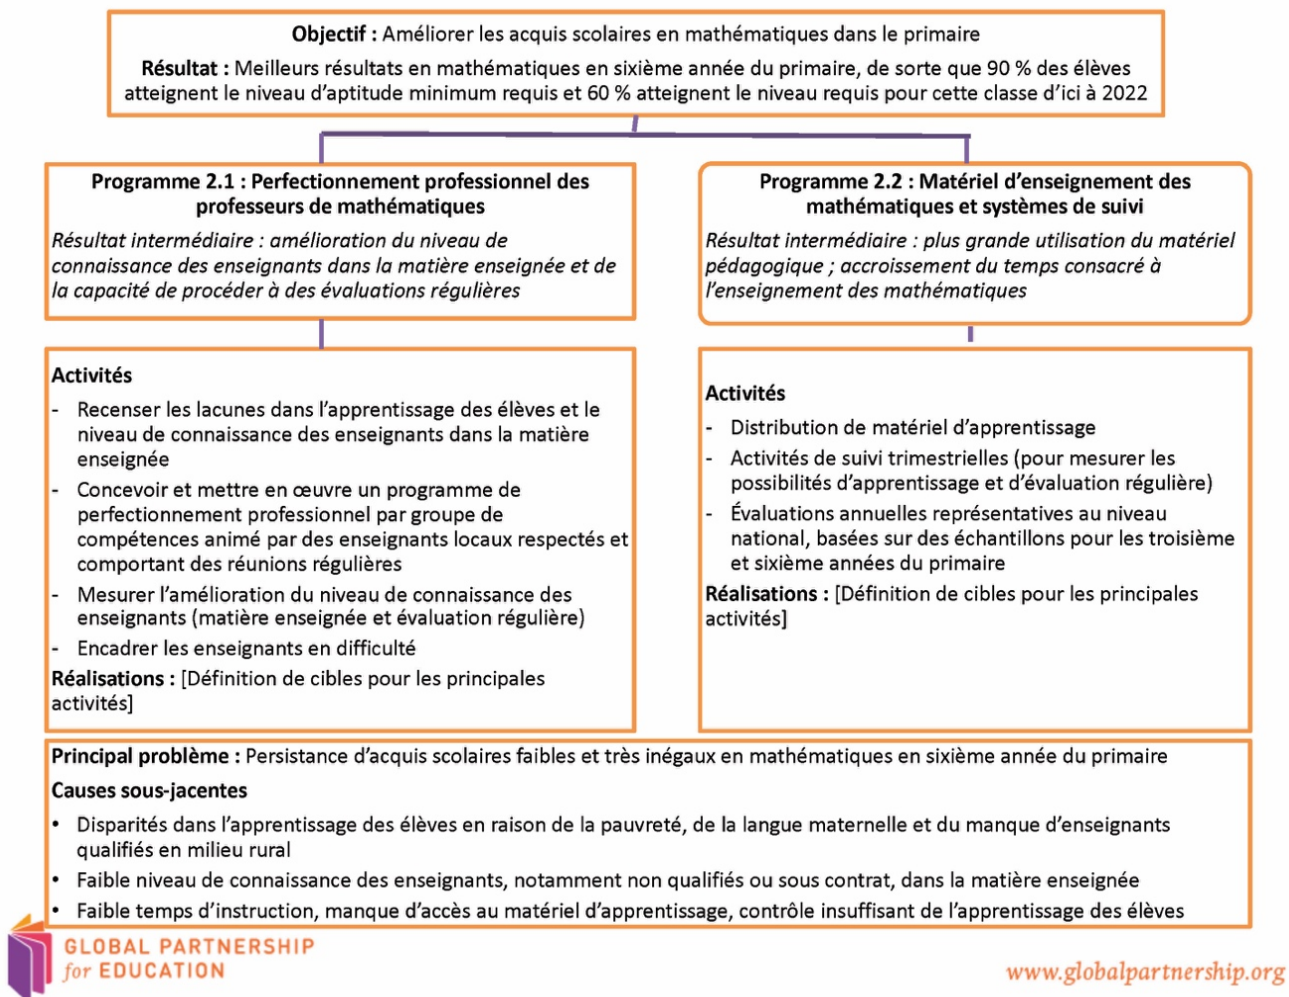 Objectif : Améliorer les acquis scolaires en mathématiques dans le primaire
Résultat : Meilleurs résultats en mathématiques en sixième année du primaire, de sorte que 90 % des élèves
atteignent le niveau d’aptitude minimum requis et 60 % atteignent le niveau requis pour cette classe d’ici à 2022
Programme 2.1 : Perfectionnement professionnel des
professeurs de mathématiques
Résultat intermédiaire : amélioration du niveau de
connaissance des enseignants dans la matière enseignée et de
la capacité de procéder à des évaluations régulières
Programme 2.2 : Matériel d’enseignement des
mathématiques et systèmes de suivi
Résultat intermédiaire : plus grande utilisation du matériel
pédagogique ; accroissement du temps consacré à
l’enseignement des mathématiques
Activités
- Recenser les lacunes dans l’apprentissage des élèves et le
niveau de connaissance des enseignants dans la matière
enseignée
- Concevoir et mettre en œuvre un programme de
perfectionnement professionnel par groupe de
compétences animé par des enseignants locaux respectés et
comportant des réunions régulières
- Mesurer l’amélioration du niveau de connaissance des
enseignants (matière enseignée et évaluation régulière)
- Encadrer les enseignants en difficulté
Réalisations : [Définition de cibles pour les principales
activités]
Activités
- Distribution de matériel d’apprentissage
- Activités de suivi trimestrielles (pour mesurer les
possibilités d’apprentissage et d’évaluation régulière)
- Évaluations annuelles représentatives au niveau
national, basées sur des échantillons pour les troisième
et sixième années du primaire
Réalisations : [Définition de cibles pour les principales
activités]
Principal problème : Persistance d’acquis scolaires faibles et très inégaux en mathématiques en sixième année du primaire
Causes sous-jacentes
• Disparités dans l’apprentissage des élèves en raison de la pauvreté, de la langue maternelle et du manque d’enseignants
qualifiés en milieu rural
• Faible niveau de connaissance des enseignants, notamment non qualifiés ou sous contrat, dans la matière enseignée
• Faible temps d’instruction, manque d’accès au matériel d’apprentissage, contrôle insuffisant de l’apprentissage des élèves
GLOBAL PARTNERSHIP
for EDUCATION
www.globalpartnership.org